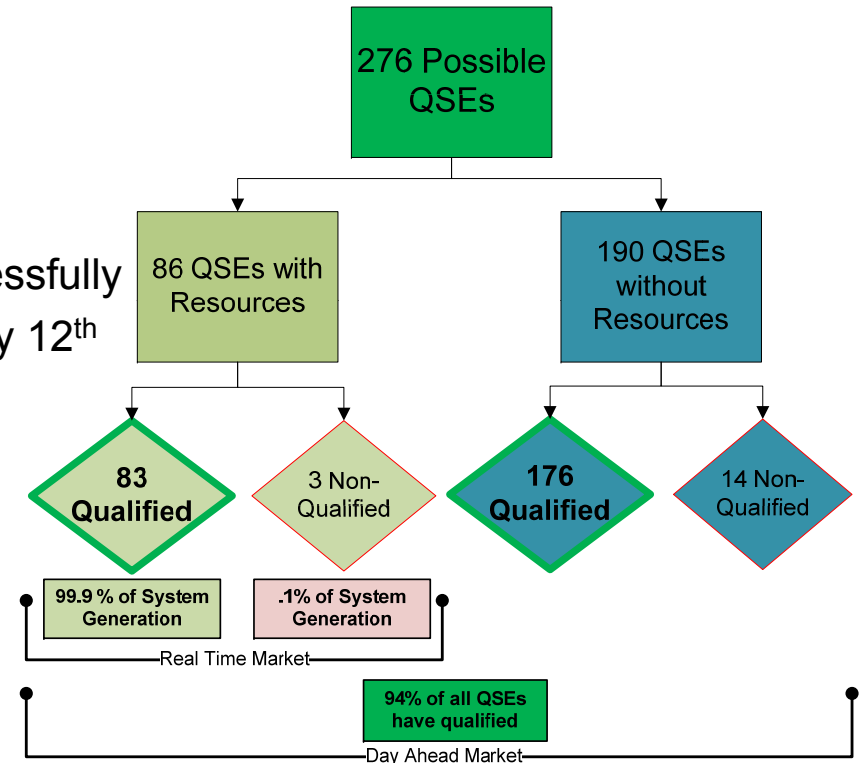 276 Possible
QSEs
essfully
y 12th
86 QSEs with
Resources
190 QSEs
without
Resources
83
Qualified
3 Non-
Qualified
176
Qualified
14 Non-
Qualified
99.9 % of System
Generation
.1% of System
Generation
Real Time Market
94% of all QSEs
have qualified
Day Ahead Market